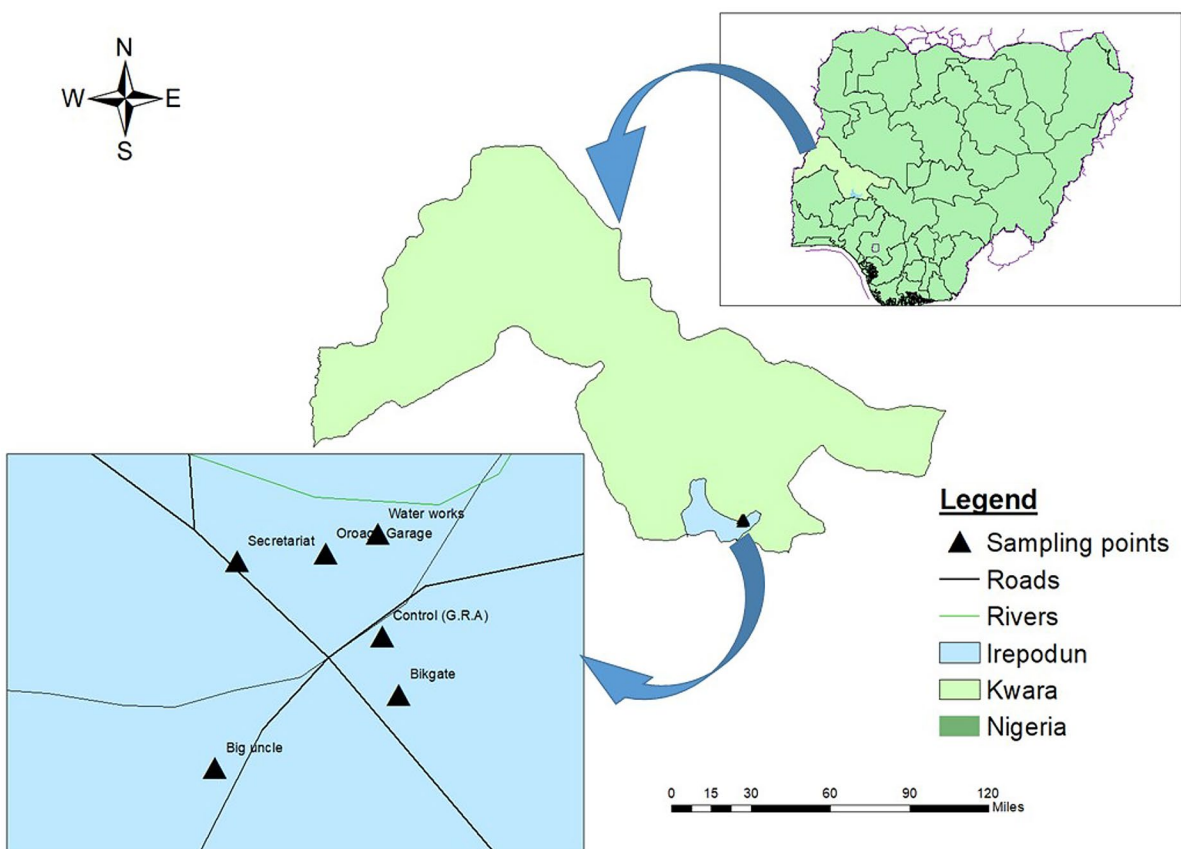 N
W E
S
Water works
Secretariat
Oroago Garage
Control (G.R.A)
Bikgate
Big uncle
Legend
Sampling points
Roads
Rivers
Irepodun
Kwara
Nigeria
0 15 30 60 90 120
Miles